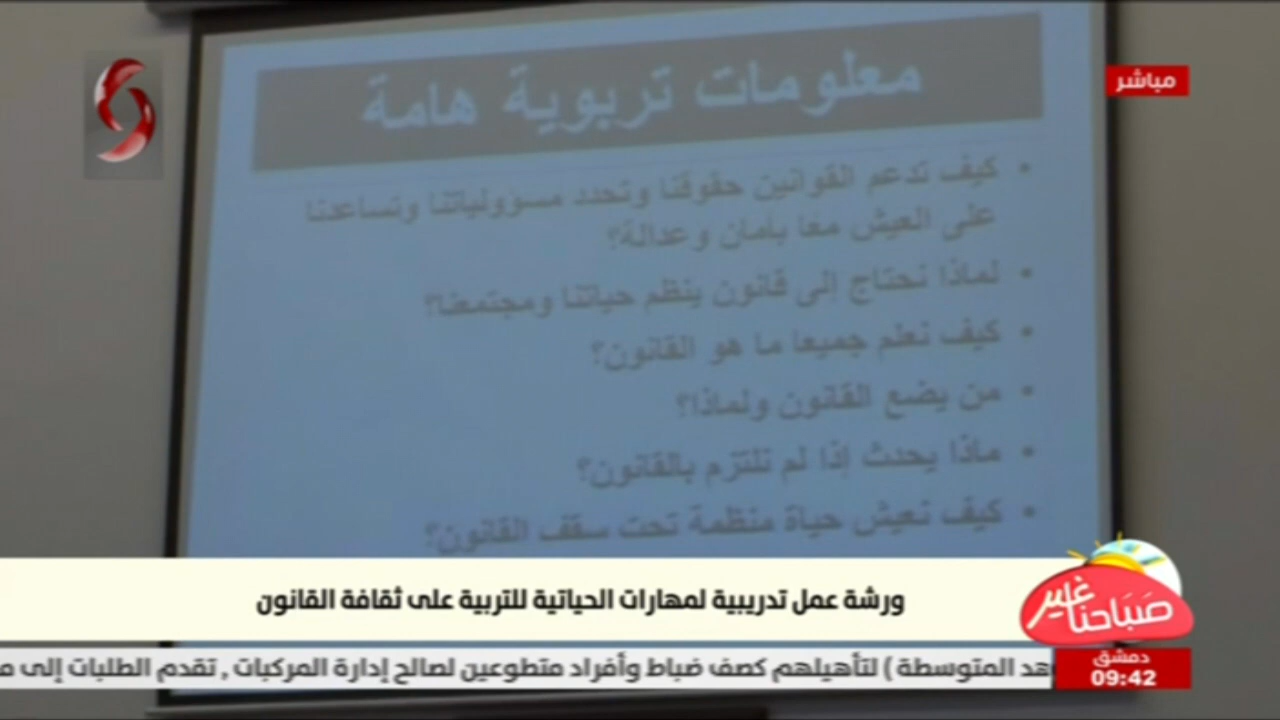 معلومات تربوية هامة
مباشر
• كيف تدعم القوانين حقوقنا وتحدد مسؤولياتنا وتساعدنا
على العيش معا بأمان وعدالة؟
• لماذا نحتاج إلى قانون ينظم حياتنا ومجتمعنا؟
• كيف نعلم جميعا ما هو القانون؟
• من يضع القانون ولماذا؟
• ماذا يحدث إذا لم نلتزم بالقانون؟
• كيف نعيش حياة منظمة تحت سقف القانون؟
صباحنا غير
ورشة عمل تدريبية لمهارات الحياتية للتربية على ثقافة القانون
دمشق
09:42
المتوسطة ) لتأهيلهم كصف ضباط وأفراد متطوعين لصالح إدارة المركبات , تقدم الطلبات إلى